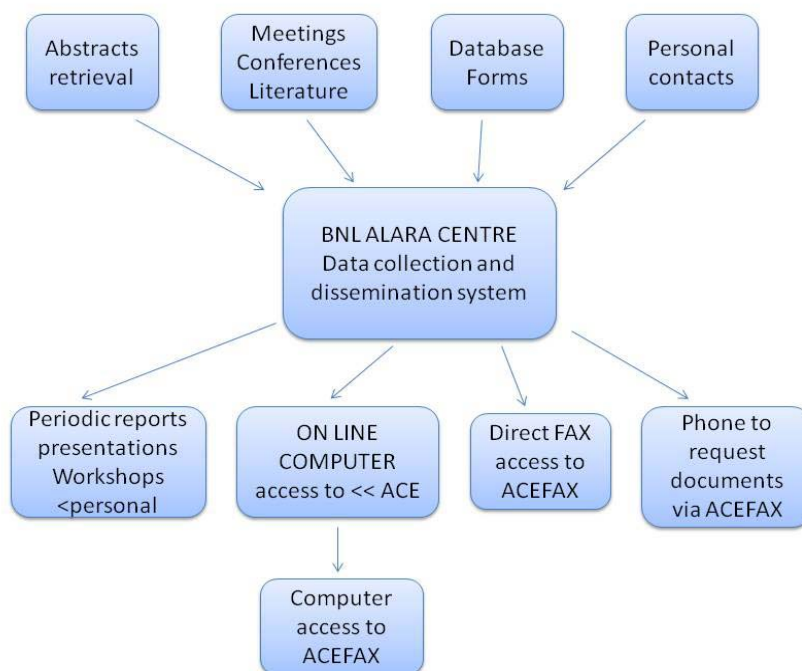 Abstracts
retrieval
Meetings
Conferences
Literature
Database
Forms
Personal
contacts
BNL ALARA CENTRE
Data collection and
dissemination system
Periodic reports
presentations
Workshops
<personal
ON LINE
COMPUTER
access to << ACE
Direct FAX
access to
ACEFAX
Phone to
request
documents
via ACEFAX
Computer
access to
ACEFAX